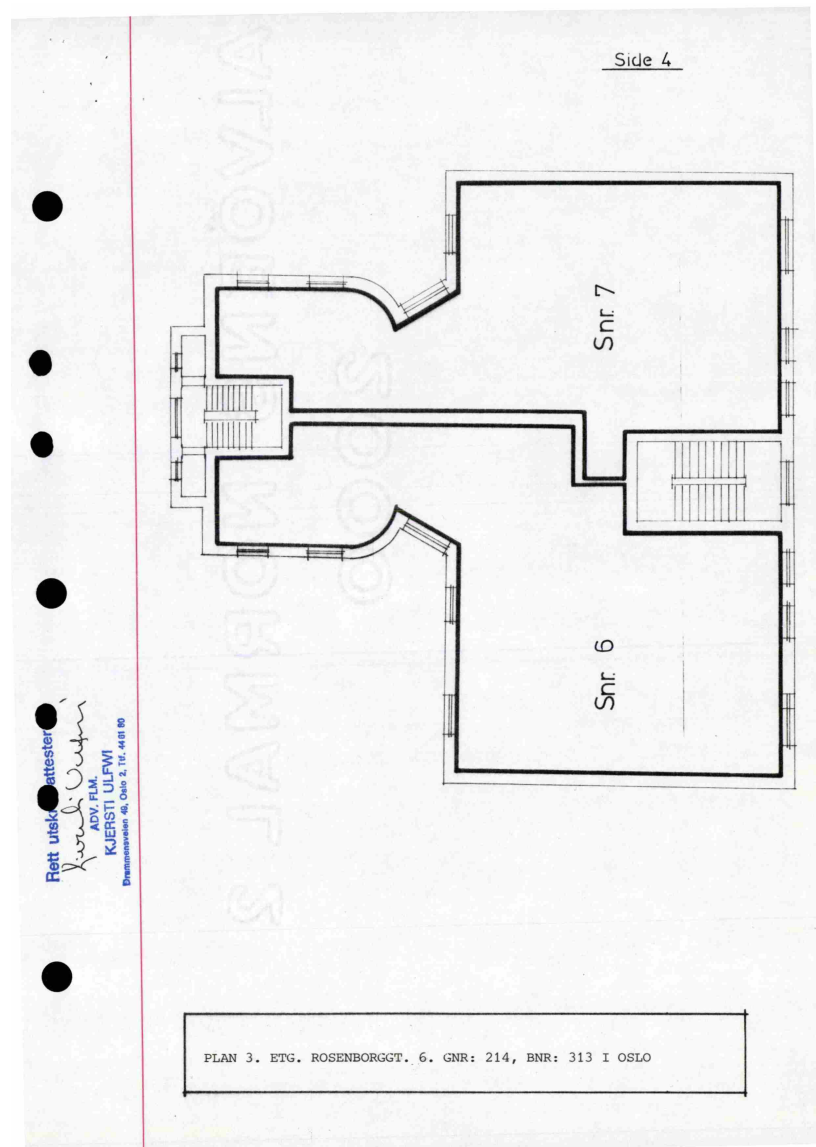 Side 4
Snr. 7
Snr. 6
Rett utskr attesteres
ADV. FLM.
KJERSTI ULFWI
Drammensveien 40, Oslo 2, Tlf. 44 01 80
PLAN 3. ETG. ROSENBORGGT. 6. GNR: 214, BNR: 313 I OSLO